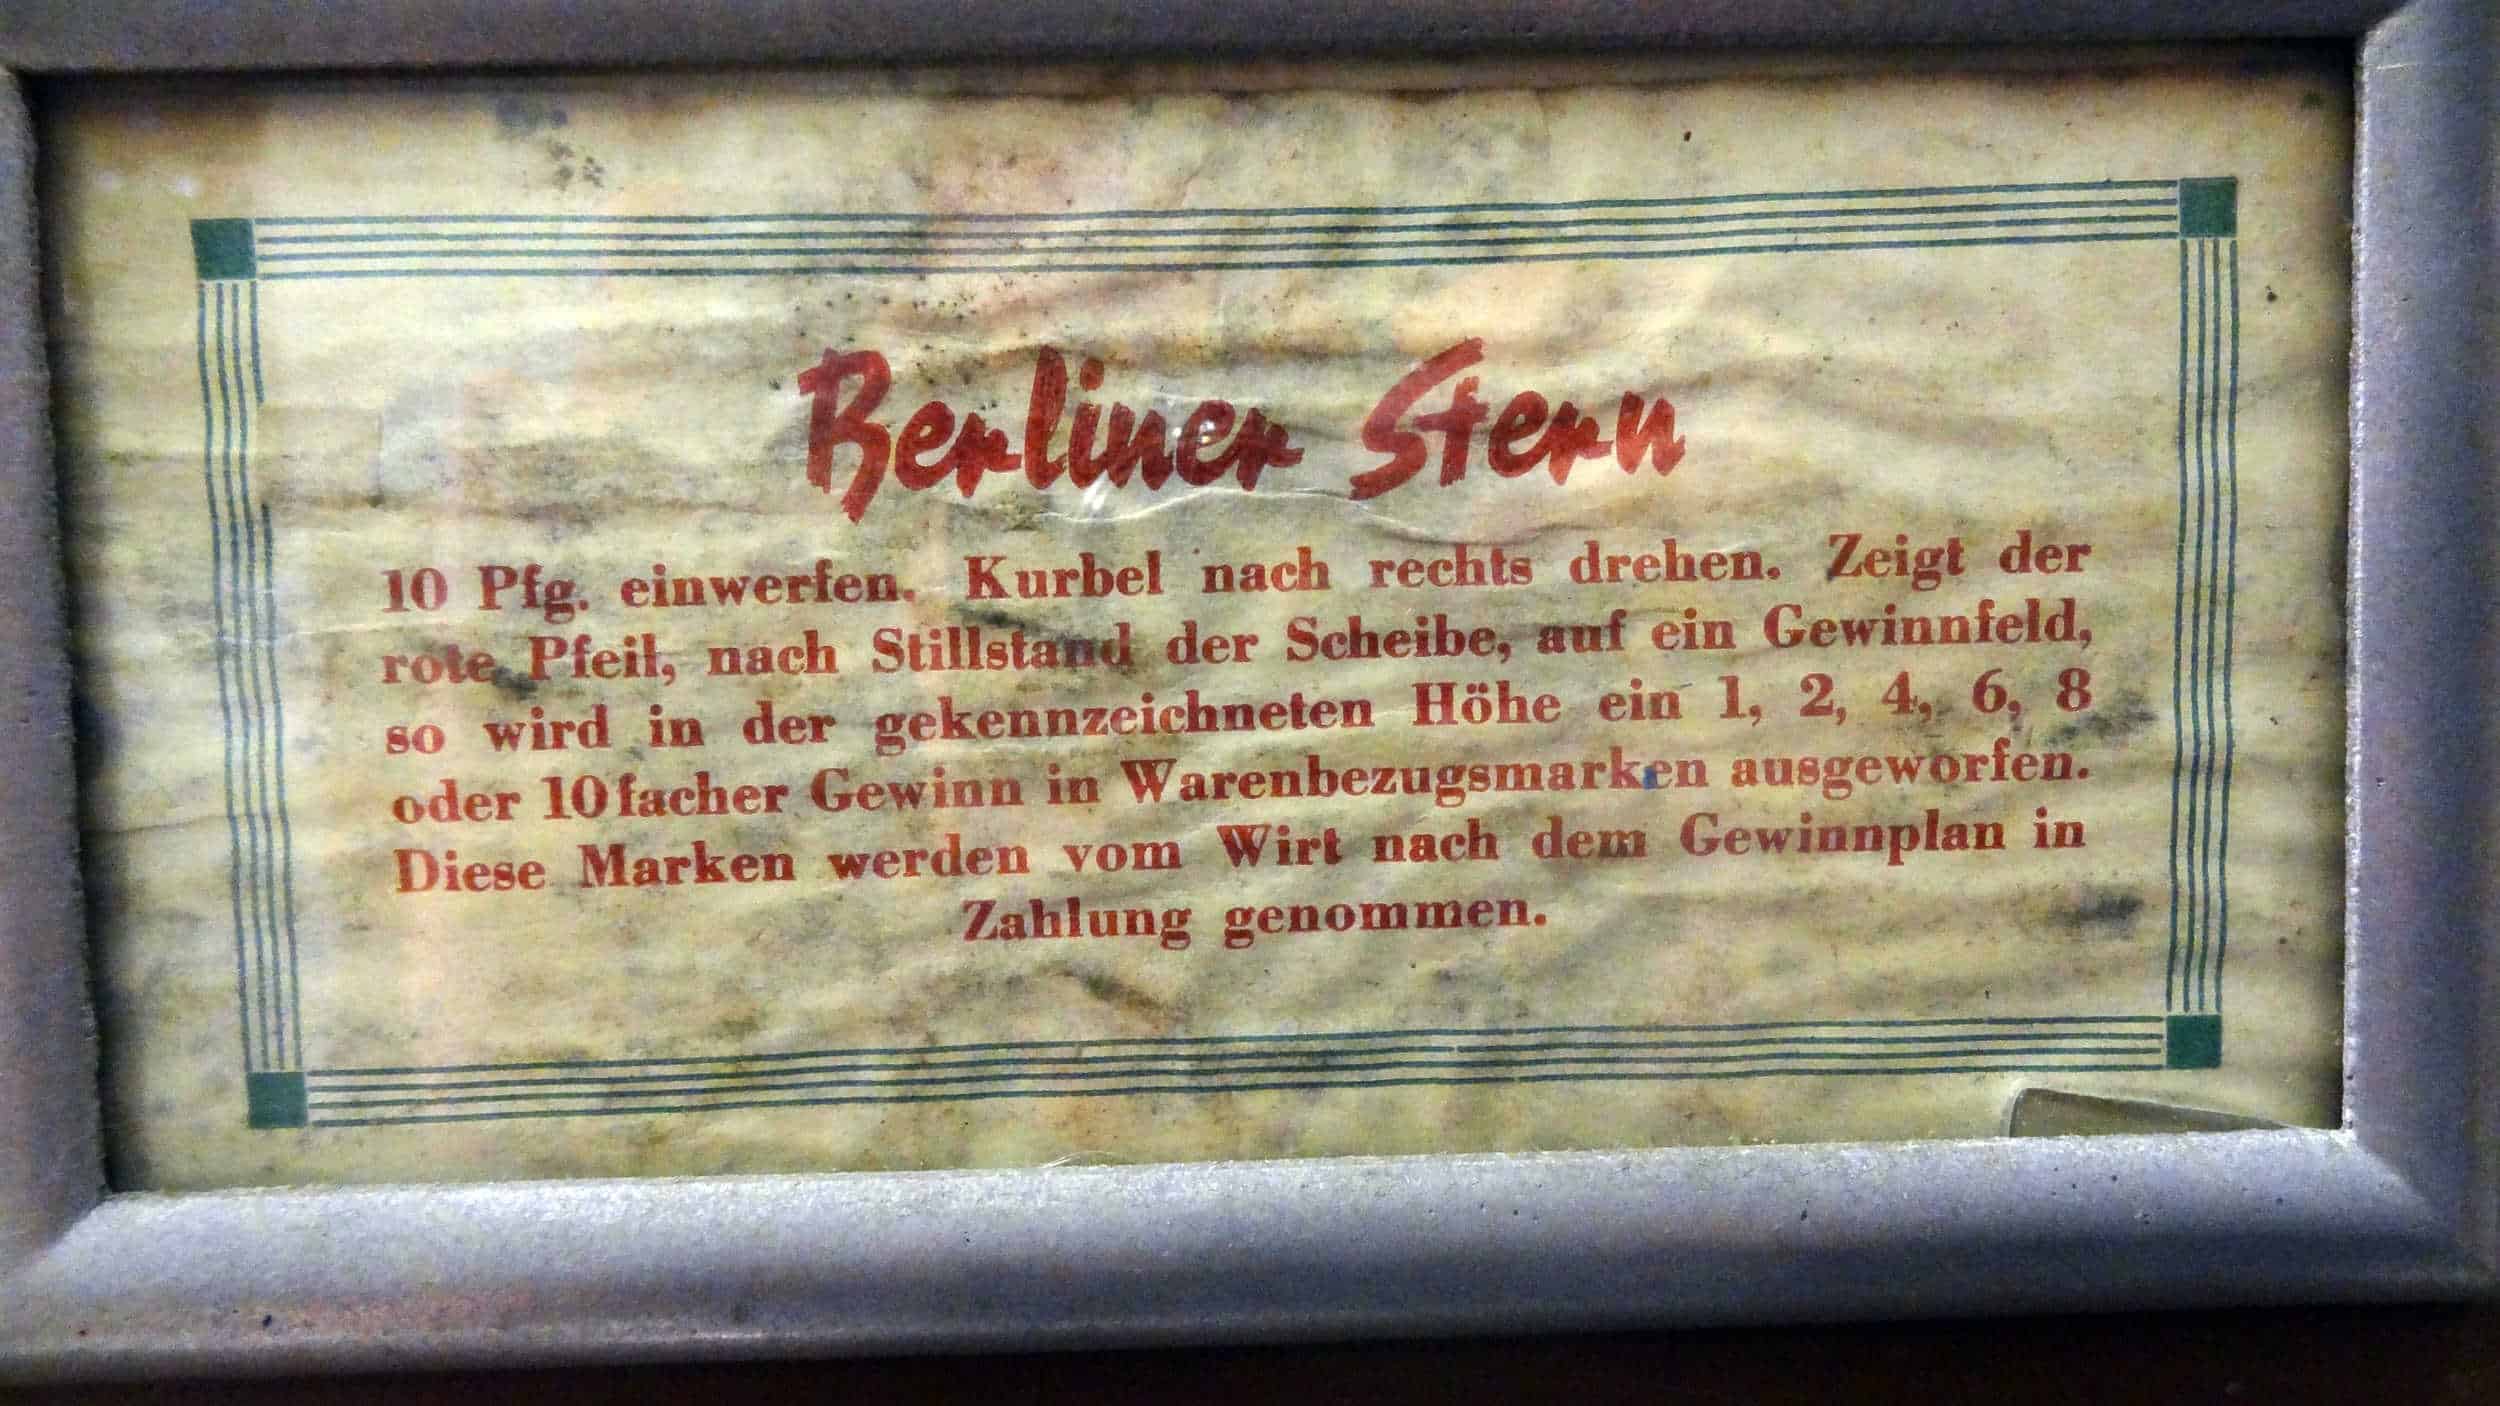 Berliner Stern
10 Pfg. einwerfen. Kurbel nach rechts drehen. Zeigt der
rote Pfeil, nach Stillstand der Scheibe, auf ein Gewinnfeld,
so wird in der gekennzeichneten Höhe ein 1, 2, 4, 6, 8
oder 10facher Gewinn in Warenbezugsmarken ausgeworfen.
Diese Marken werden vom Wirt nach dem Gewinnplan in
Zahlung genommen.